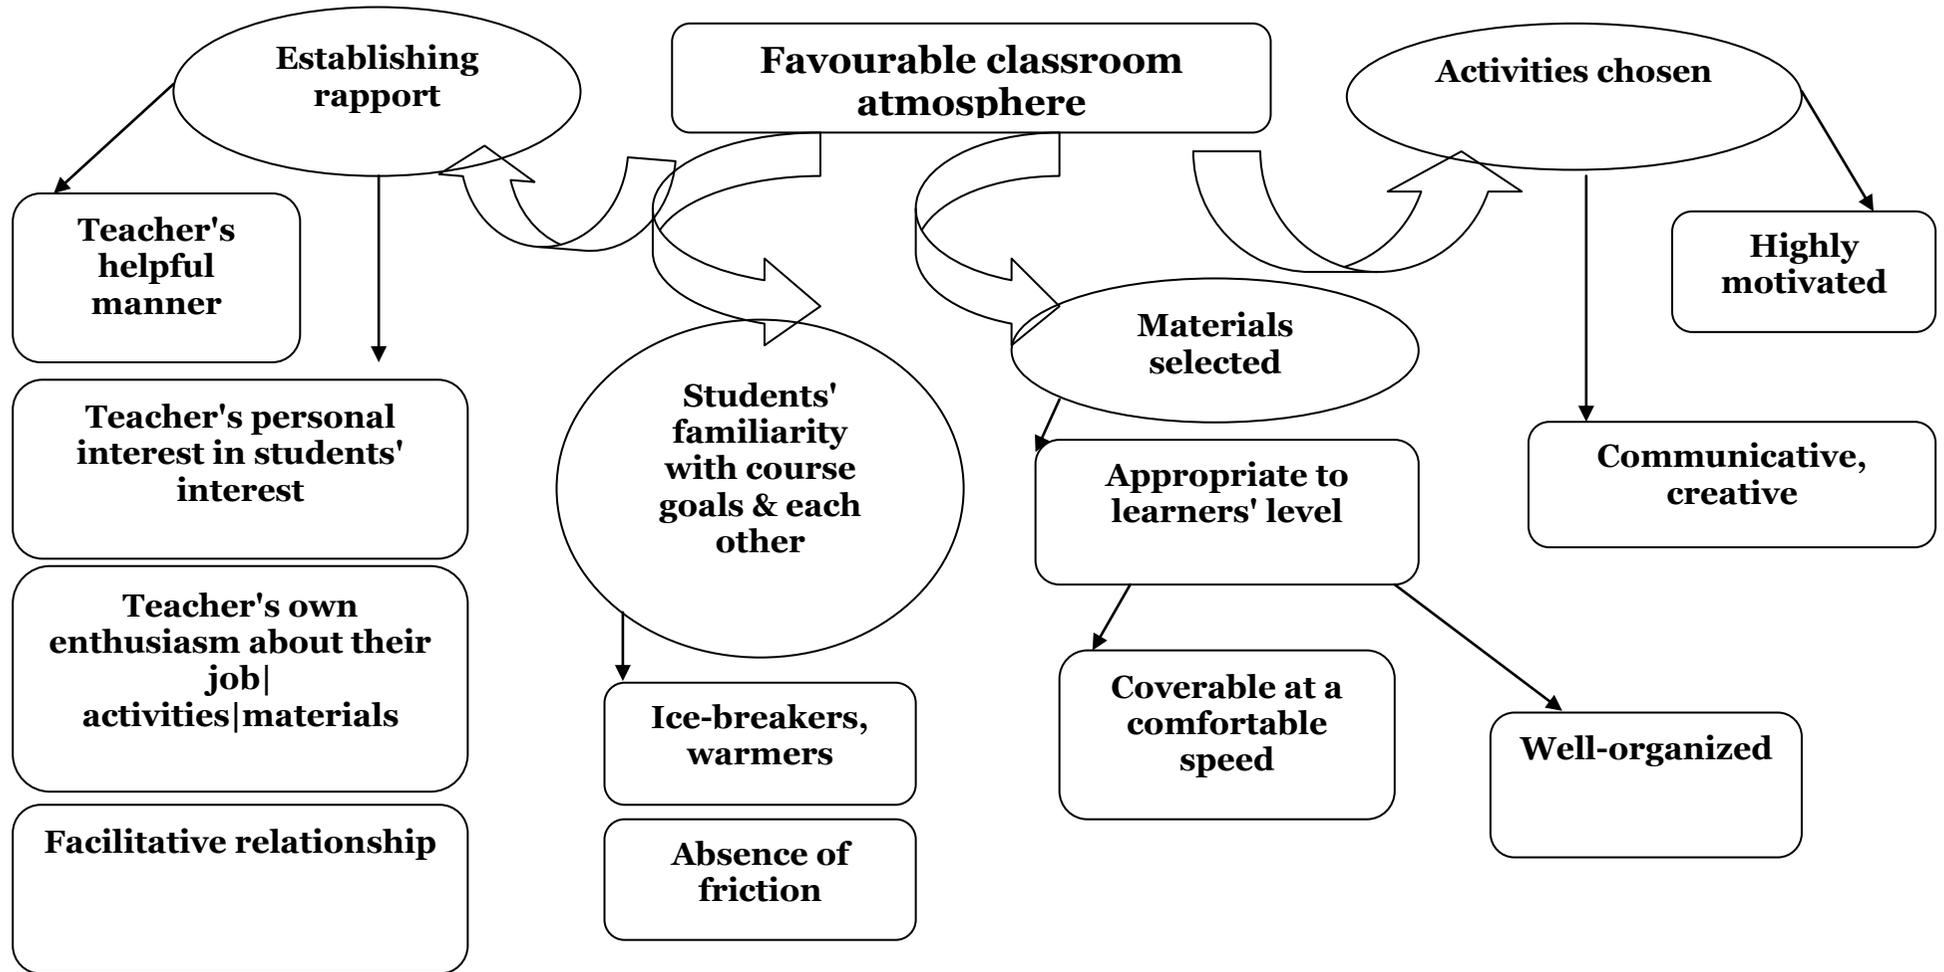 Establishing
rapport
Favourable classroom
atmosphere
Activities chosen
Teacher's
helpful
manner
Highly
motivated
Materials
selected
Students'
familiarity
with course
goals & each
other
Teacher's personal
interest in students'
interest
Communicative,
creative
Appropriate to
learners' level
Teacher's own
enthusiasm about their
job|
activities|materials
Ice-breakers,
warmers
Coverable at a
comfortable
speed
Well-organized
Facilitative relationship
Absence of
friction